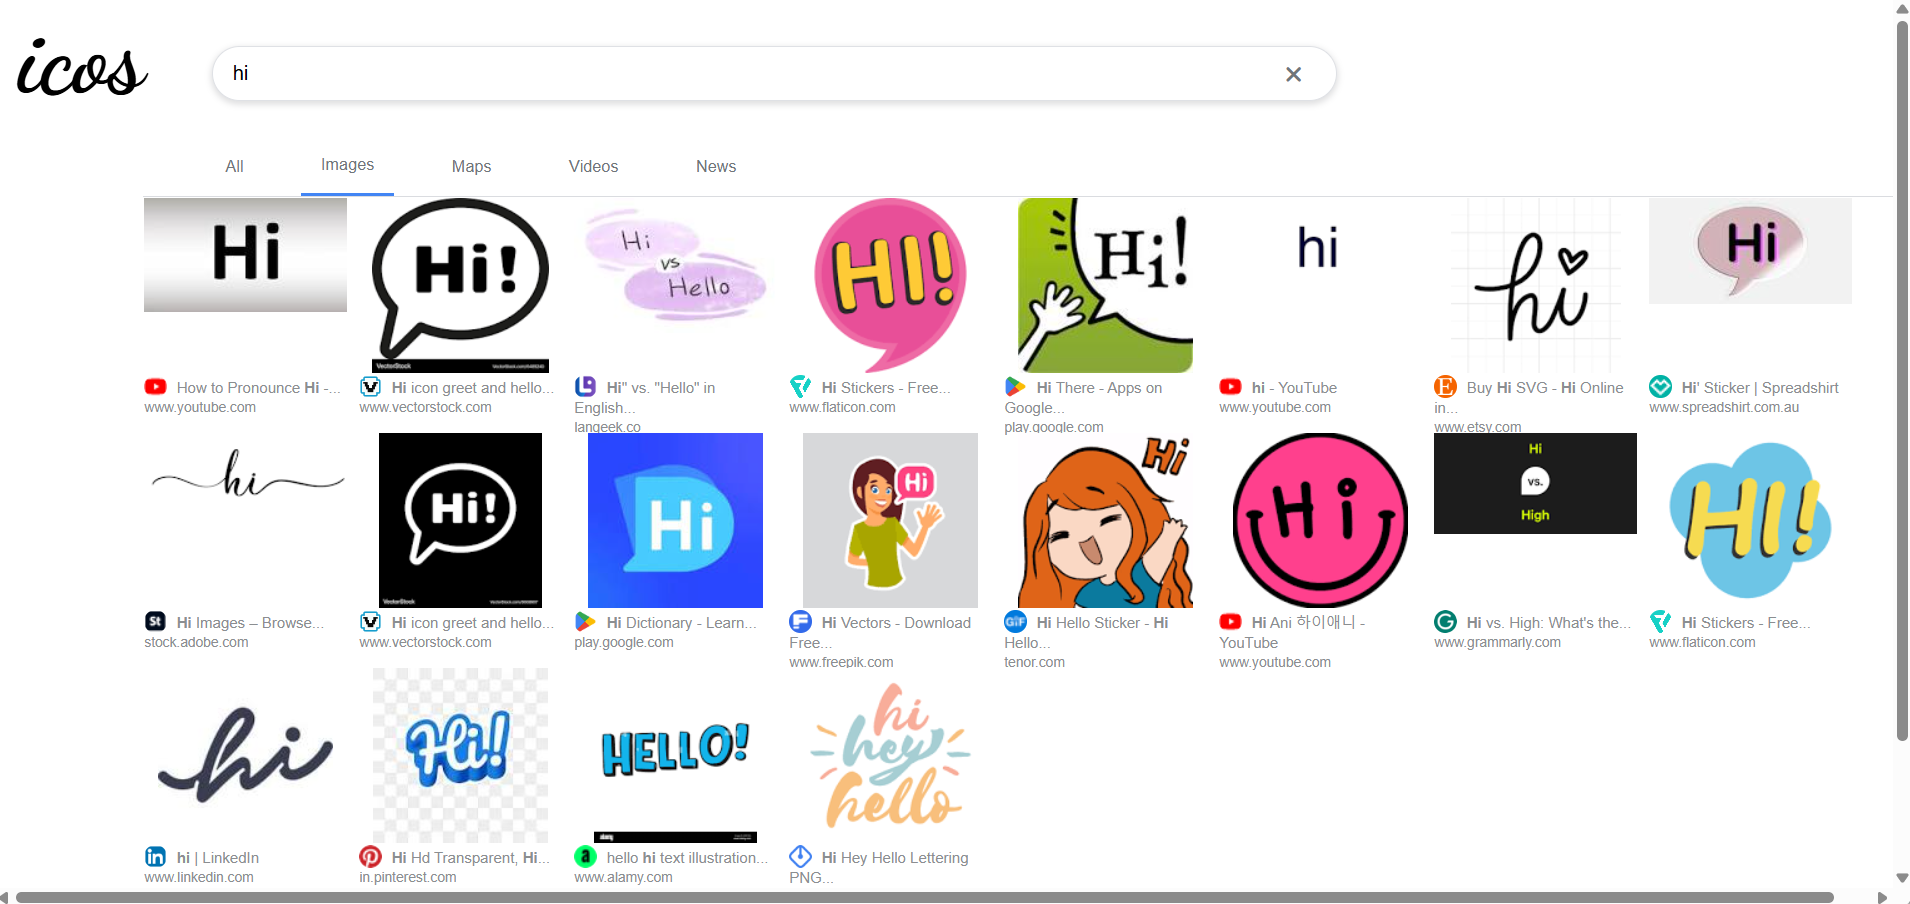 icos
hi
All
Images
Maps
Videos
News
Hi
Hi!
VectorStock
Hi
vs
Hello
HI!
Hi!
hi
hi
Hi
How to Pronounce Hi -...
www.youtube.com
Hi icon greet and hello...
www.vectorstock.com
Hi" vs. "Hello" in
English...
langeek.co
Hi Stickers - Free...
www.flaticon.com
Hi There - Apps on
Google...
play.google.com
hi - YouTube
www.youtube.com
Buy Hi SVG - Hi Online
in...
www.etsy.com
Hi' Sticker | Spreadshirt
www.spreadshirt.com.au
hi
Hi!
VectorStock
Hi
Hi
Hi
Hi
Hi
VS.
High
HI!
St
Hi Images – Browse...
stock.adobe.com
Hi icon greet and hello...
www.vectorstock.com
Hi Dictionary - Learn...
play.google.com
Hi Vectors - Download
Free...
www.freepik.com
GIF
Hi Hello Sticker - Hi
Hello...
tenor.com
Hi Ani 하이애니 -
YouTube
www.youtube.com
Hi vs. High: What's the...
www.grammarly.com
Hi Stickers - Free...
www.flaticon.com
hi
Hi!
HELLO!
alamy
hi
hey
hello
in
hi | LinkedIn
www.linkedin.com
Hi Hd Transparent, Hi...
in.pinterest.com
a
hello hi text illustration...
www.alamy.com
Hi Hey Hello Lettering
PNG...